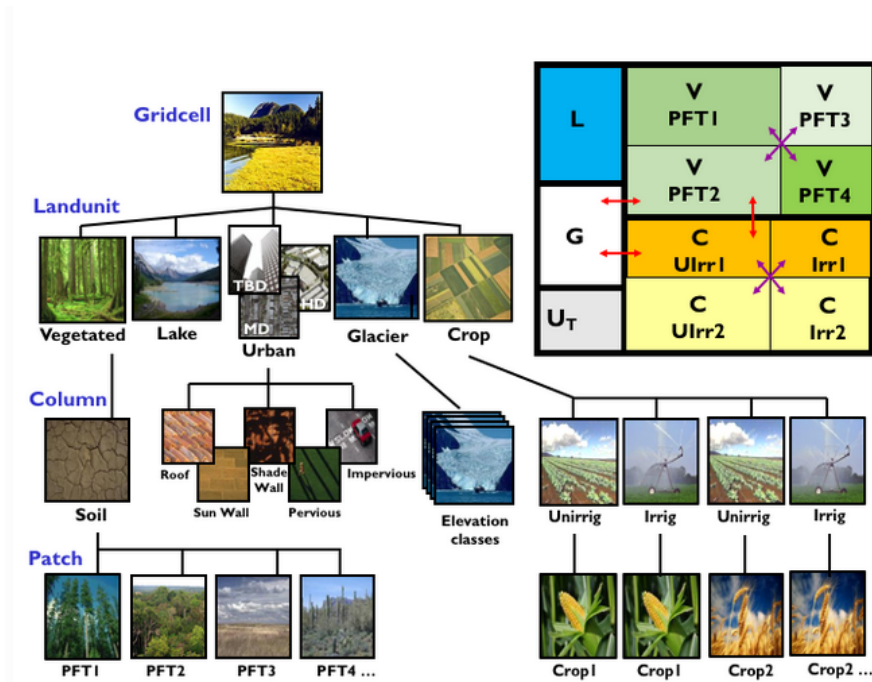 Gridcell
Landunit
TBD
HD
MD
Vegetated
Lake
Urban
Glacier
Crop
L
G
U_T
V
PFT1
V
PFT3
V
PFT2
V
PFT4
C
UIrr1
C
Irr1
C
UIrr2
C
Irr2
Column
Soil
Roof
Sun Wall
Shade
Wall
Pervious
Impervious
Elevation
classes
Unirrig
Irrig
Unirrig
Irrig
Patch
PFT1
PFT2
PFT3
PFT4 ...
Crop1
Crop1
Crop2
Crop2 ...